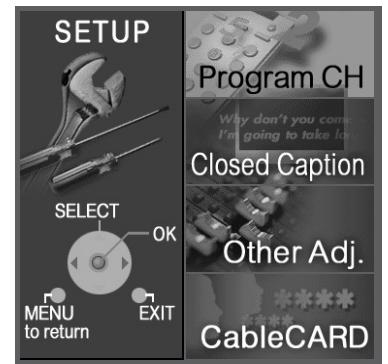 SETUP
SELECT
OK
MENU
to return
EXIT
Program CH
Why don't you come
I'm going to take
Closed Caption
Other Adj.
****
****
CableCARD